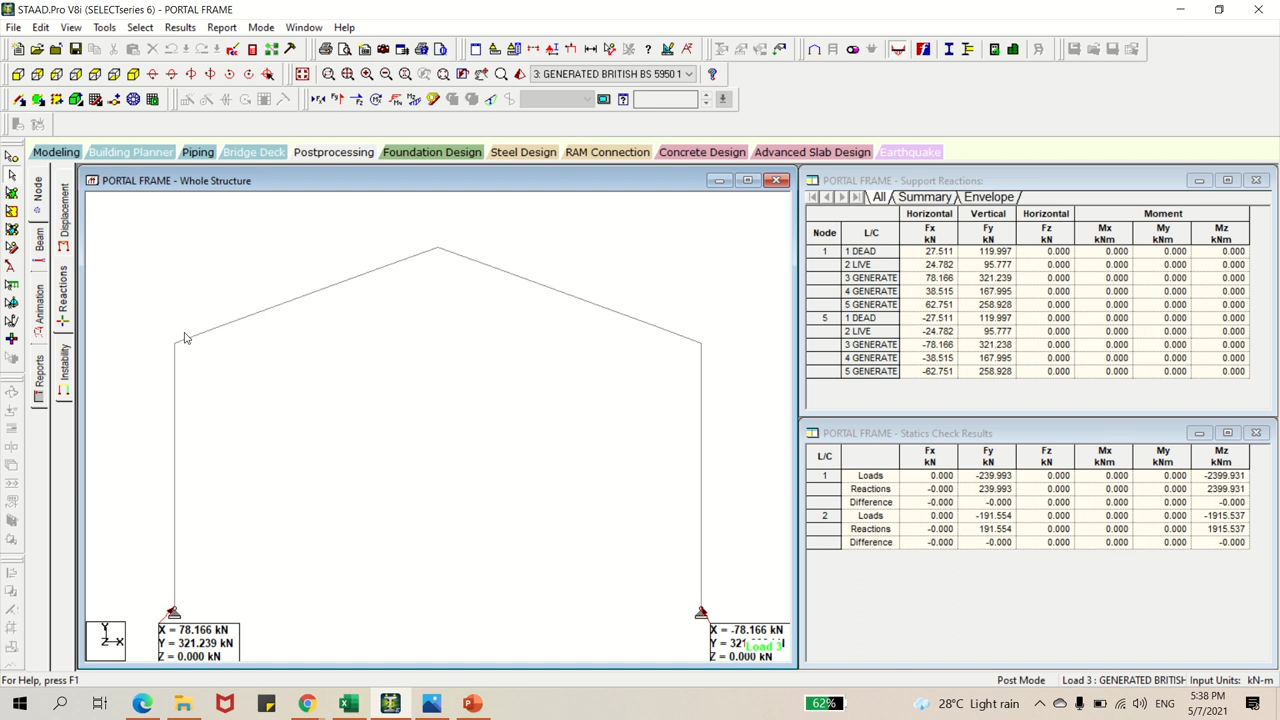 STAAD.Pro V8i (SELECTseries 6) - PORTAL FRAME
File Edit View Tools Select Results Report Mode Window Help
3: GENERATED BRITISH BS 5950 1
Modeling Building Planner Piping Bridge Deck Postprocessing Foundation Design Steel Design RAM Connection Concrete Design Advanced Slab Design Earthquake
Node
Beam
Animation
Reports
Displacement
Reactions
Instability
PORTAL FRAME - Whole Structure
X = 78.166 kN
Y = 321.239 kN
Z = 0.000 kN
X = -78.166 kN
Y = 321
Z = 0.000 kN
Load 3
Y
Z X
PORTAL FRAME - Support Reactions:
All Summary Envelope
Horizontal Vertical Horizontal Moment
Node L/C Fx kN Fy kN Fz kN Mx kNm My kNm Mz kNm
1 1 DEAD 27.511 119.997 0.000 0.000 0.000 0.000
2 LIVE 24.782 95.777 0.000 0.000 0.000 0.000
3 GENERATE 78.166 321.239 0.000 0.000 0.000 0.000
4 GENERATE 38.515 167.995 0.000 0.000 0.000 0.000
5 GENERATE 62.751 258.928 0.000 0.000 0.000 0.000
5 1 DEAD -27.511 119.997 0.000 0.000 0.000 0.000
2 LIVE -24.782 95.777 0.000 0.000 0.000 0.000
3 GENERATE -78.166 321.238 0.000 0.000 0.000 0.000
4 GENERATE -38.515 167.995 0.000 0.000 0.000 0.000
5 GENERATE -62.751 258.928 0.000 0.000 0.000 0.000
PORTAL FRAME - Statics Check Results
L/C Fx kN Fy kN Fz kN Mx kNm My kNm Mz kNm
1 Loads 0.000 -239.993 0.000 0.000 0.000 -2399.931
Reactions -0.000 239.993 0.000 0.000 0.000 2399.931
Difference -0.000 -0.000 0.000 0.000 0.000 -0.000
2 Loads 0.000 -191.554 0.000 0.000 0.000 -1915.537
Reactions -0.000 191.554 0.000 0.000 0.000 1915.537
Difference -0.000 -0.000 0.000 0.000 0.000 -0.000
For Help, press F1
Post Mode
Load 3 : GENERATED BRITISH
Input Units: kN-m
62%
28°C Light rain
ENG
5:38 PM
5/7/2021